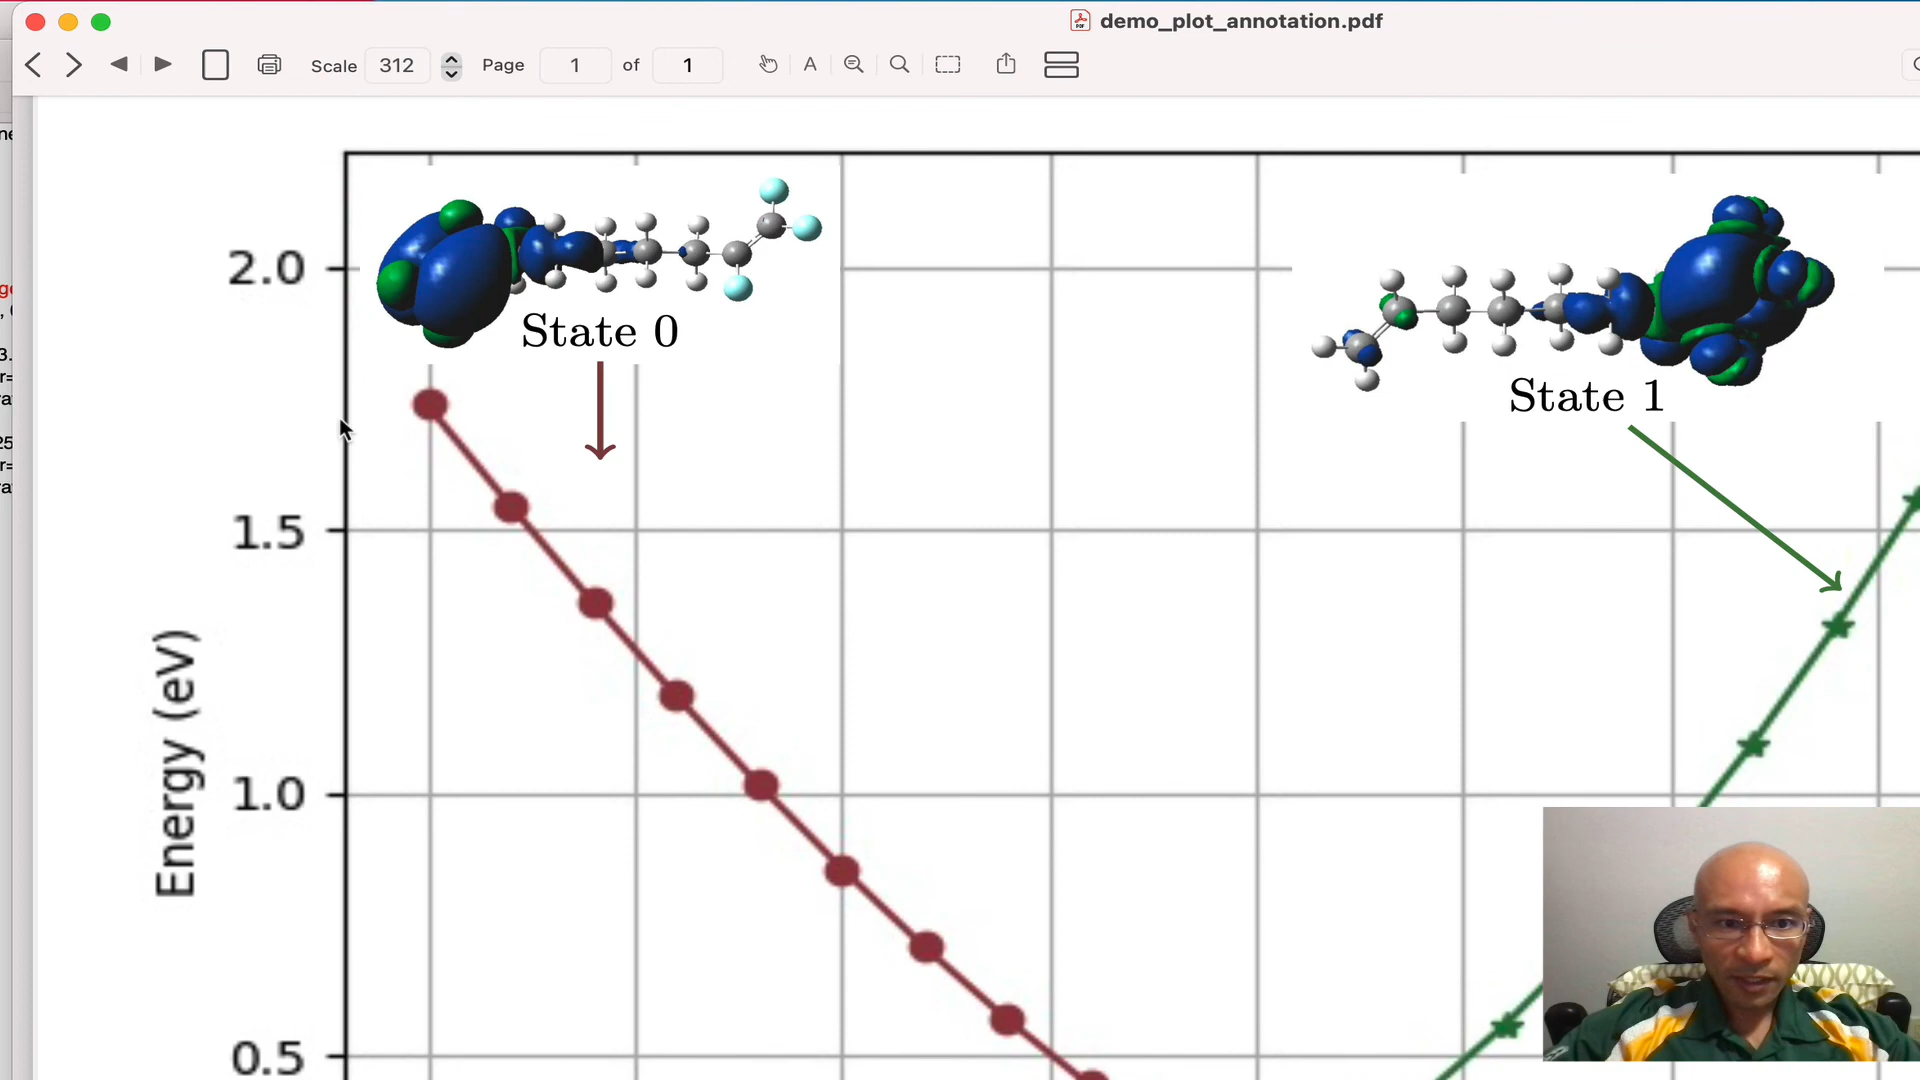 demo_plot_annotation.pdf
Scale 312 Page 1 of 1
A
2.0
State 0
State 1
1.5
Energy (eV)
1.0
0.5